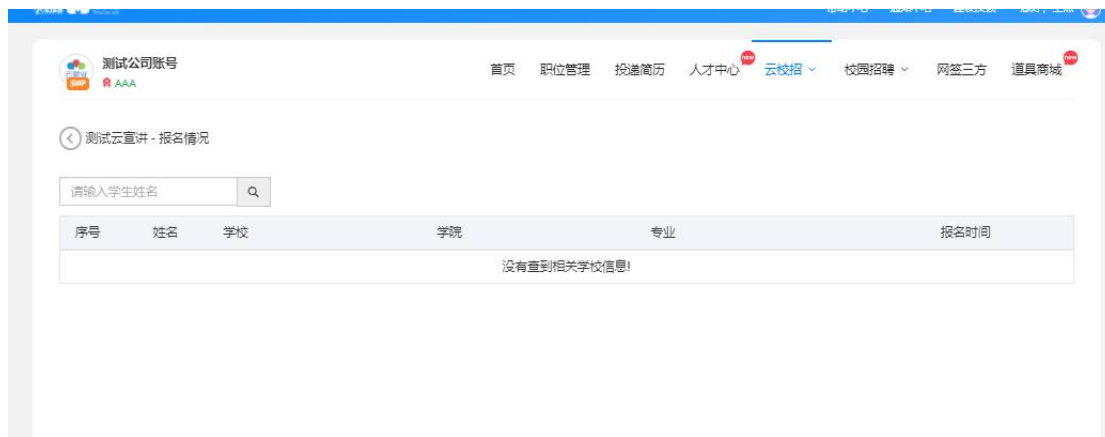 测试公司账号
AAA
首页 职位管理 投递简历 人才中心 new 云校招 校园招聘 网签三方 道具商城 new
测试云宣讲 - 报名情况
请输入学生姓名
序号 姓名 学校 学院 专业 报名时间
没有查到相关学校信息!